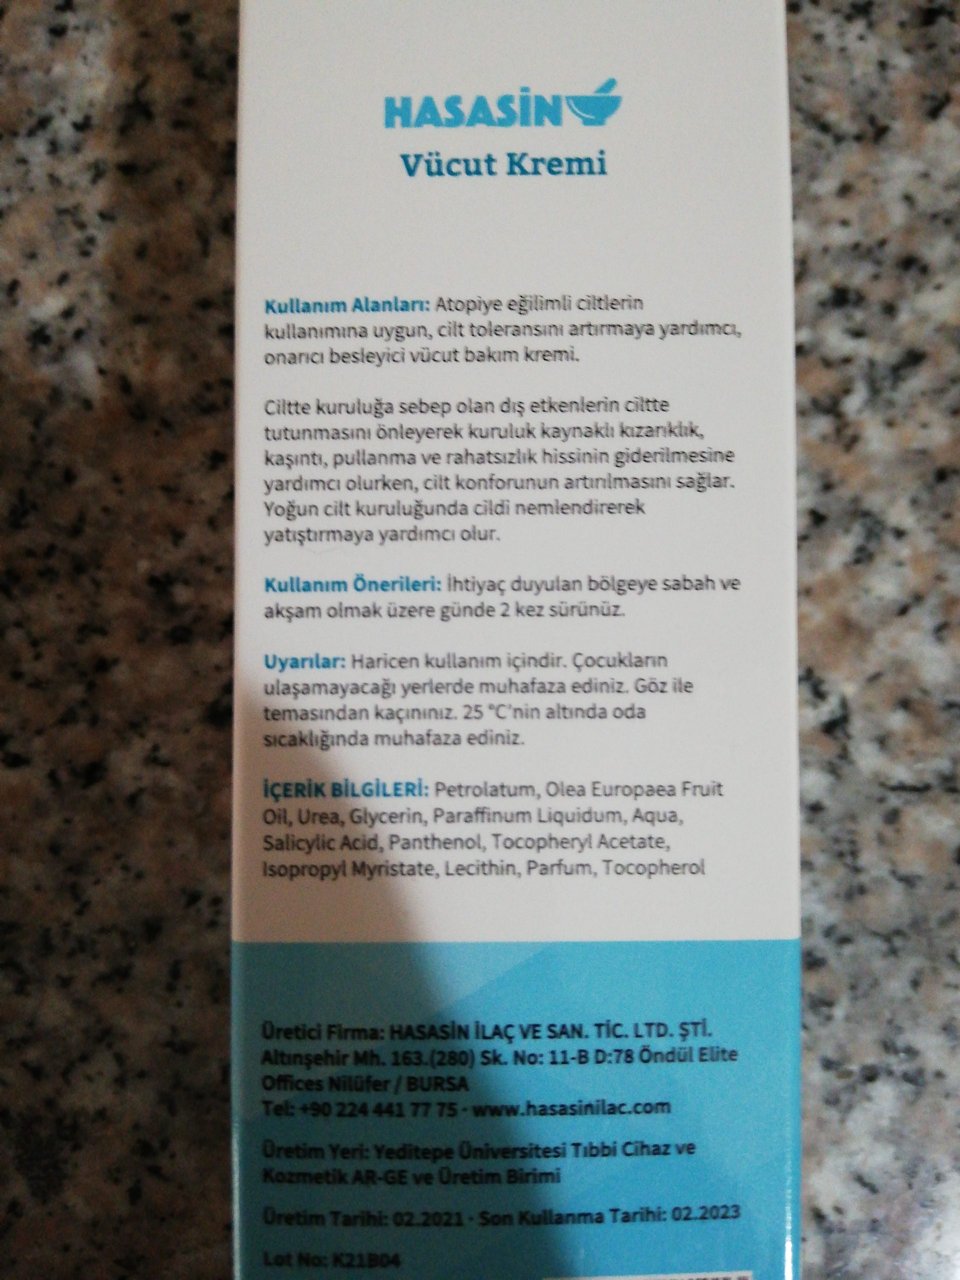 HASASİN
Vücut Kremi
Kullanım Alanları: Atopiye eğilimli ciltlerin
kullanımına uygun, cilt toleransını artırmaya yardımcı,
onarıcı besleyici vücut bakım kremi.
Ciltte kuruluğa sebep olan dış etkenlerin ciltte
tutunmasını önleyerek kuruluk kaynaklı kızarıklık,
kaşıntı, pullanma ve rahatsızlık hissinin giderilmesine
yardımcı olurken, cilt konforunun artırılmasını sağlar.
Yoğun cilt kuruluğunda cildi nemlendirerek
yatıştırmaya yardımcı olur.
Kullanım Önerileri: İhtiyaç duyulan bölgeye sabah ve
akşam olmak üzere günde 2 kez sürünüz.
Uyarılar: Haricen kullanım içindir. Çocukların
ulaşamayacağı yerlerde muhafaza ediniz. Göz ile
temasından kaçınınız. 25 °C'nin altında oda
sıcaklığında muhafaza ediniz.
İÇERİK BİLGİLERİ: Petrolatum, Olea Europaea Fruit
Oil, Urea, Glycerin, Paraffinum Liquidum, Aqua,
Salicylic Acid, Panthenol, Tocopheryl Acetate,
Isopropyl Myristate, Lecithin, Parfum, Tocopherol
Üretici Firma: HASASİN İLAÇ VE SAN. TİC. LTD. ŞTİ.
Altınşehir Mh. 163.(280) Sk. No: 11-B D:78 Öndül Elite
Offices Nilüfer / BURSA
Tel: +90 224 441 77 75 · www.hasasinilac.com
Üretim Yeri: Yeditepe Üniversitesi Tıbbi Cihaz ve
Kozmetik AR-GE ve Üretim Birimi
Üretim Tarihi: 02.2021 · Son Kullanma Tarihi: 02.2023
Lot No: K21B04